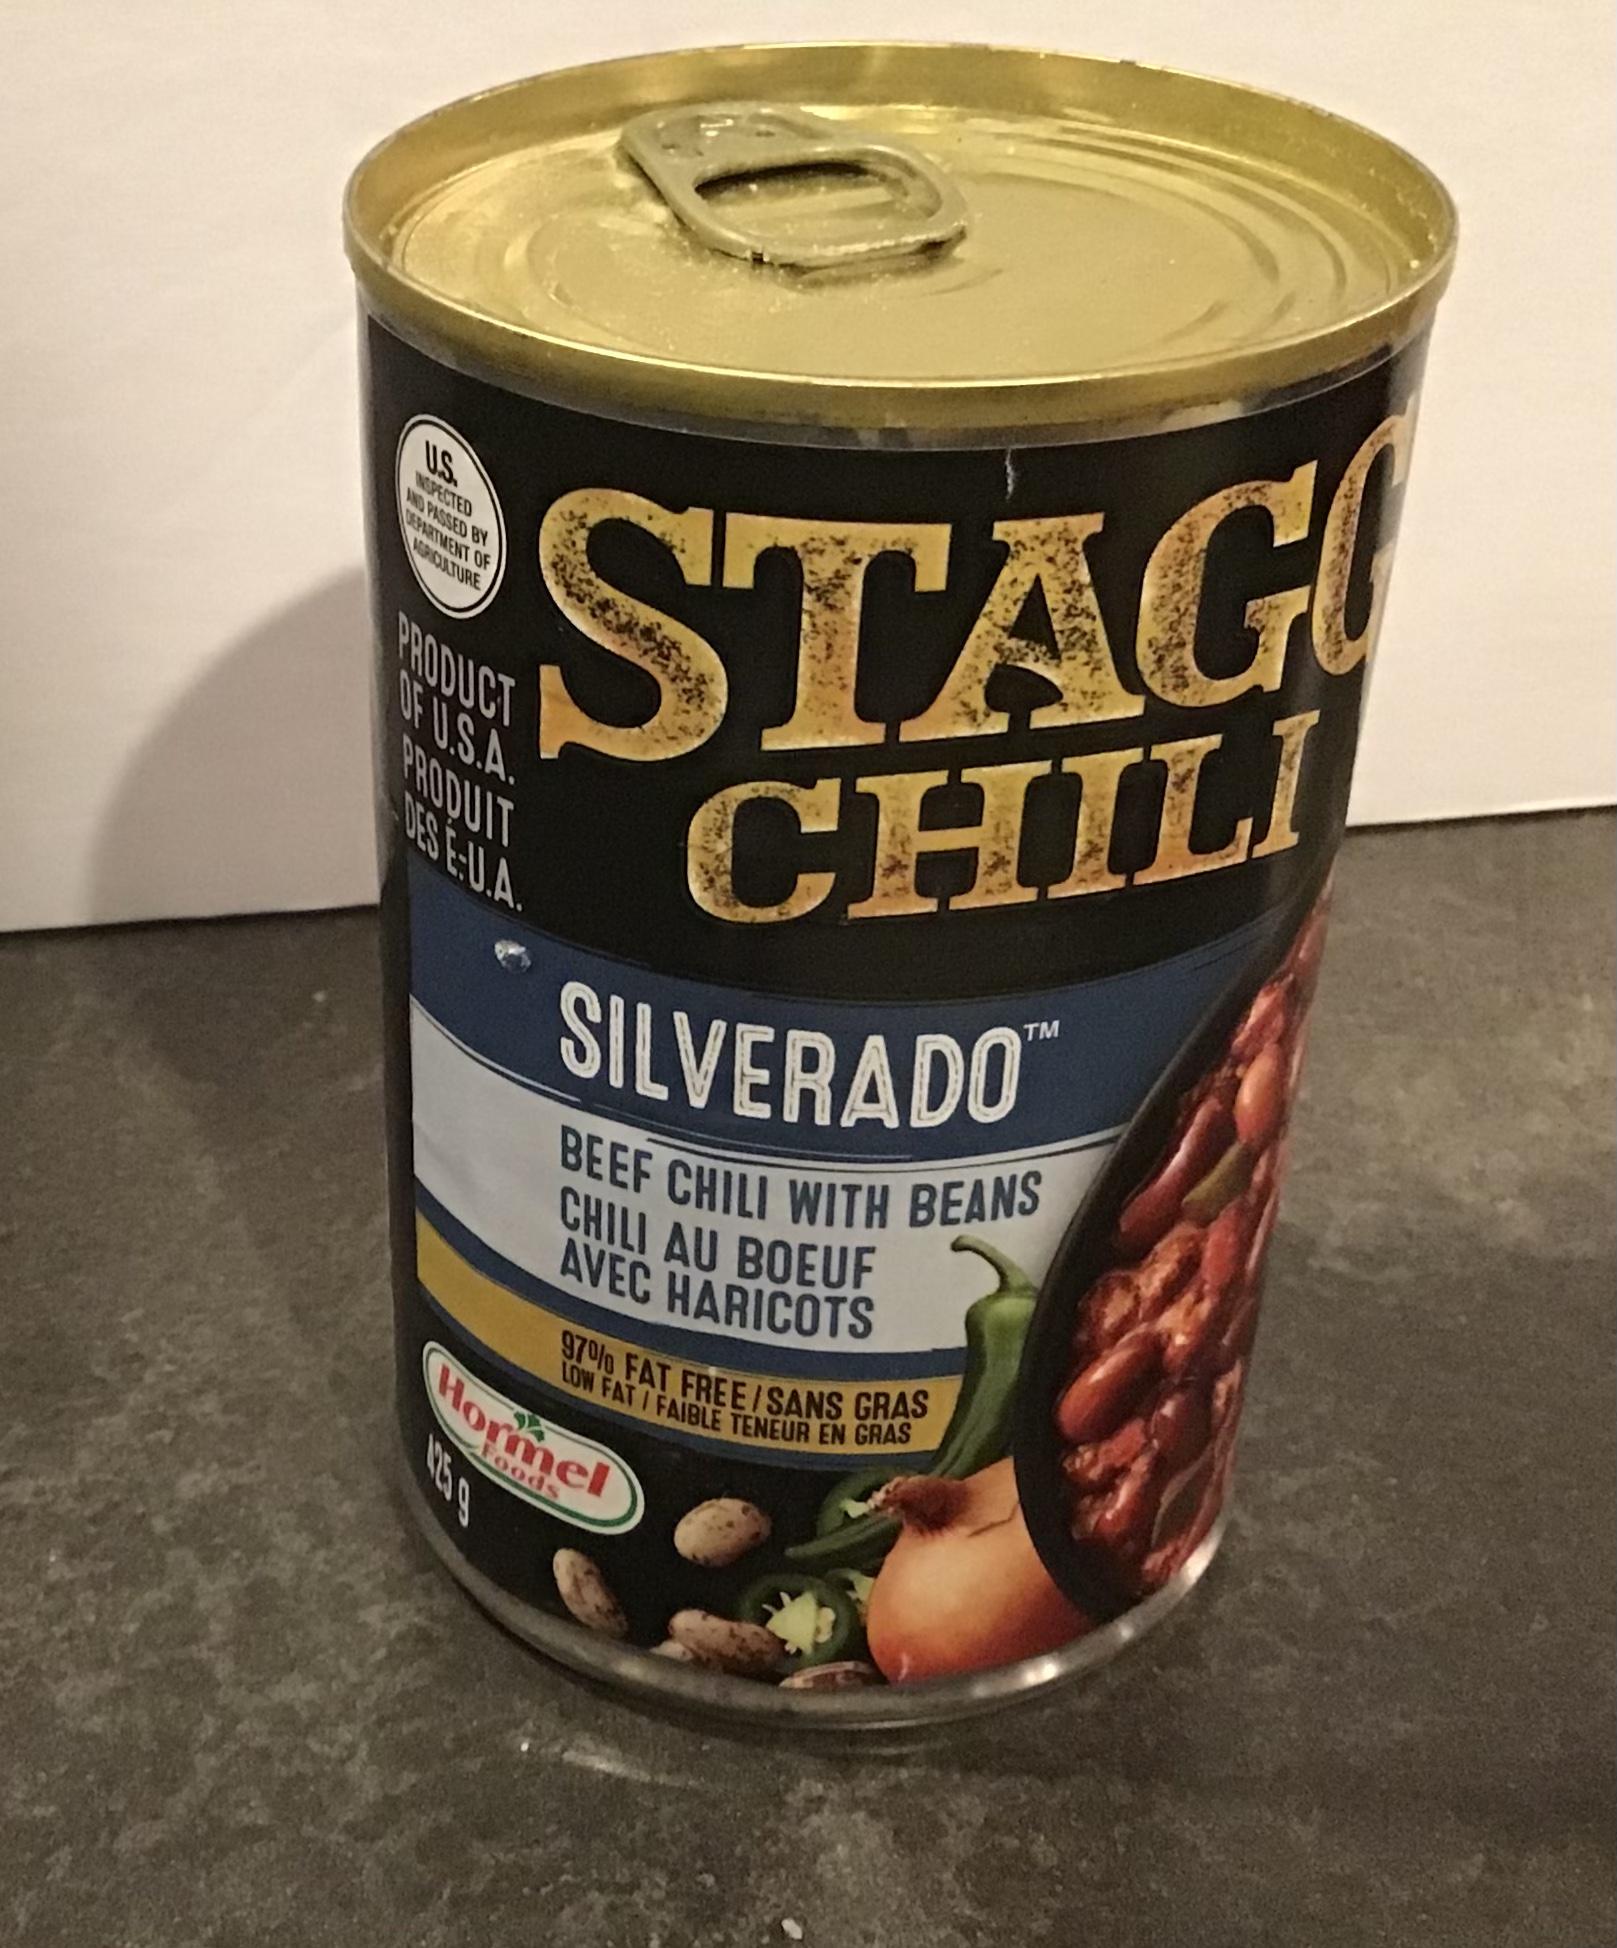 U.S.
INSPECTED
AND PASSED BY
DEPARTMENT OF
AGRICULTURE
PRODUCT
OF U.S.A.
PRODUIT
DES É.-U.A.
STAGG
CHILI
SILVERADO™
BEEF CHILI WITH BEANS
CHILI AU BOEUF
AVEC HARICOTS
97% FAT FREE/SANS GRAS
LOW FAT / FAIBLE TENEUR EN GRAS
Hormel
Foods
425 g